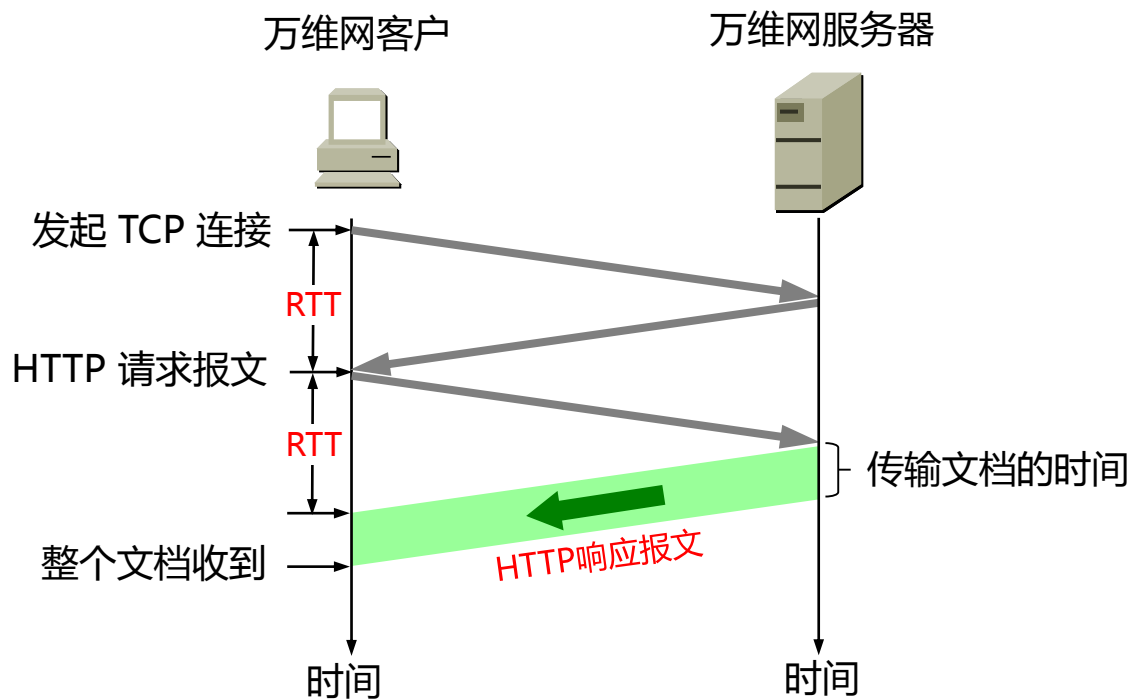 万维网客户
万维网服务器
发起 TCP 连接
RTT
HTTP 请求报文
RTT
传输文档的时间
HTTP响应报文
整个文档收到
时间
时间